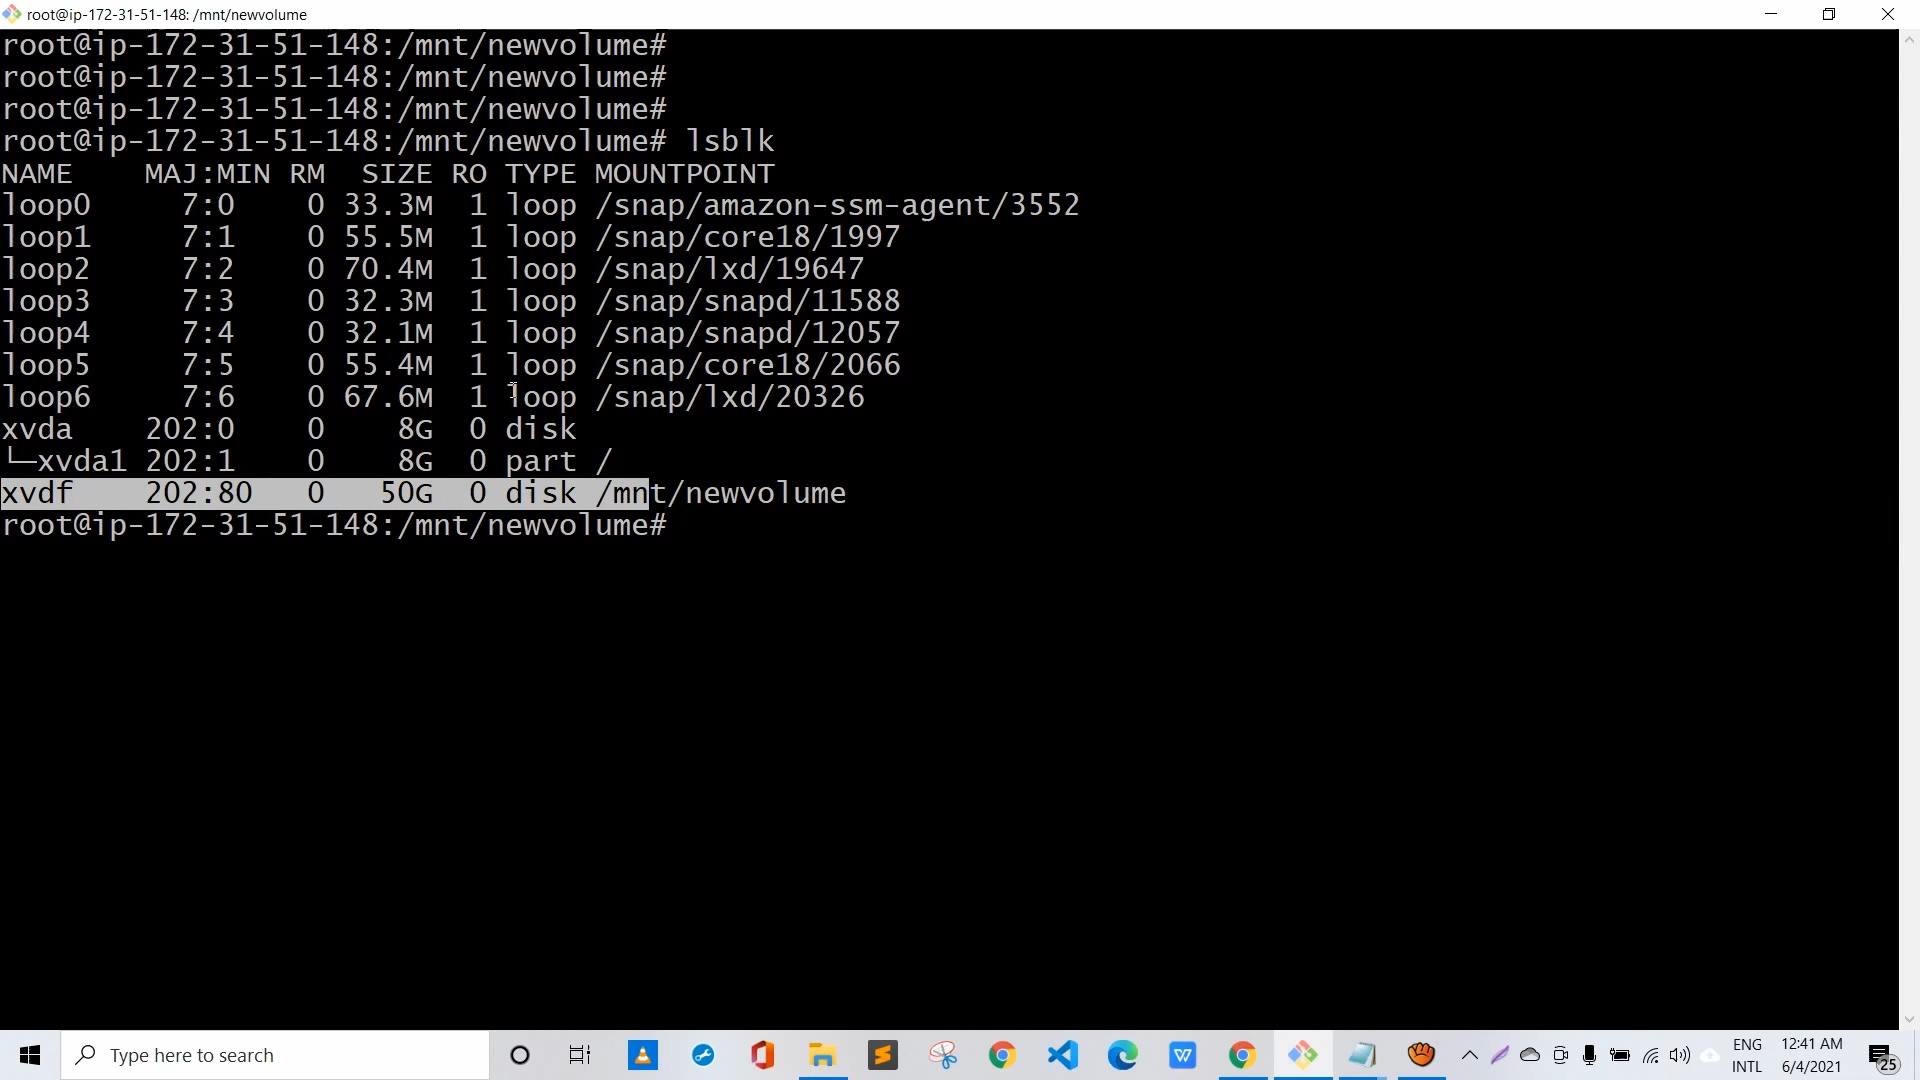 root@ip-172-31-51-148: /mnt/newvolume
root@ip-172-31-51-148:/mnt/newvolume#
root@ip-172-31-51-148:/mnt/newvolume#
root@ip-172-31-51-148:/mnt/newvolume#
root@ip-172-31-51-148:/mnt/newvolume# lsblk
NAME    MAJ:MIN RM  SIZE RO TYPE MOUNTPOINT
loop0     7:0    0 33.3M  1 loop /snap/amazon-ssm-agent/3552
loop1     7:1    0 55.5M  1 loop /snap/core18/1997
loop2     7:2    0 70.4M  1 loop /snap/lxd/19647
loop3     7:3    0 32.3M  1 loop /snap/snapd/11588
loop4     7:4    0 32.1M  1 loop /snap/snapd/12057
loop5     7:5    0 55.4M  1 loop /snap/core18/2066
loop6     7:6    0 67.6M  1 loop /snap/lxd/20326
xvda    202:0    0    8G  0 disk
└─xvda1 202:1    0    8G  0 part /
xvdf    202:80   0   50G  0 disk /mnt/newvolume
root@ip-172-31-51-148:/mnt/newvolume#
Type here to search
ENG
INTL
12:41 AM
6/4/2021
25